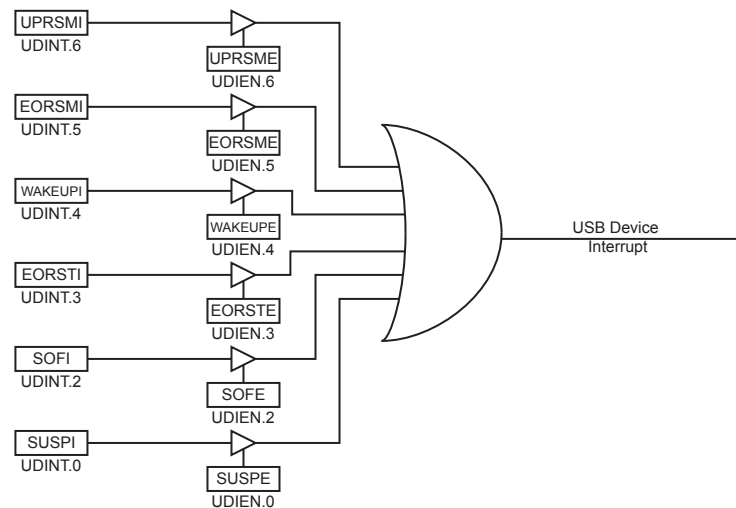 UPRSMI
UDINT.6
UPRSME
UDIEN.6
EORSMI
UDINT.5
EORSME
UDIEN.5
WAKEUPI
UDINT.4
WAKEUPE
UDIEN.4
EORSTI
UDINT.3
EORSTE
UDIEN.3
SOFI
UDINT.2
SOFE
UDIEN.2
SUSPI
UDINT.0
SUSPE
UDIEN.0
USB Device
Interrupt